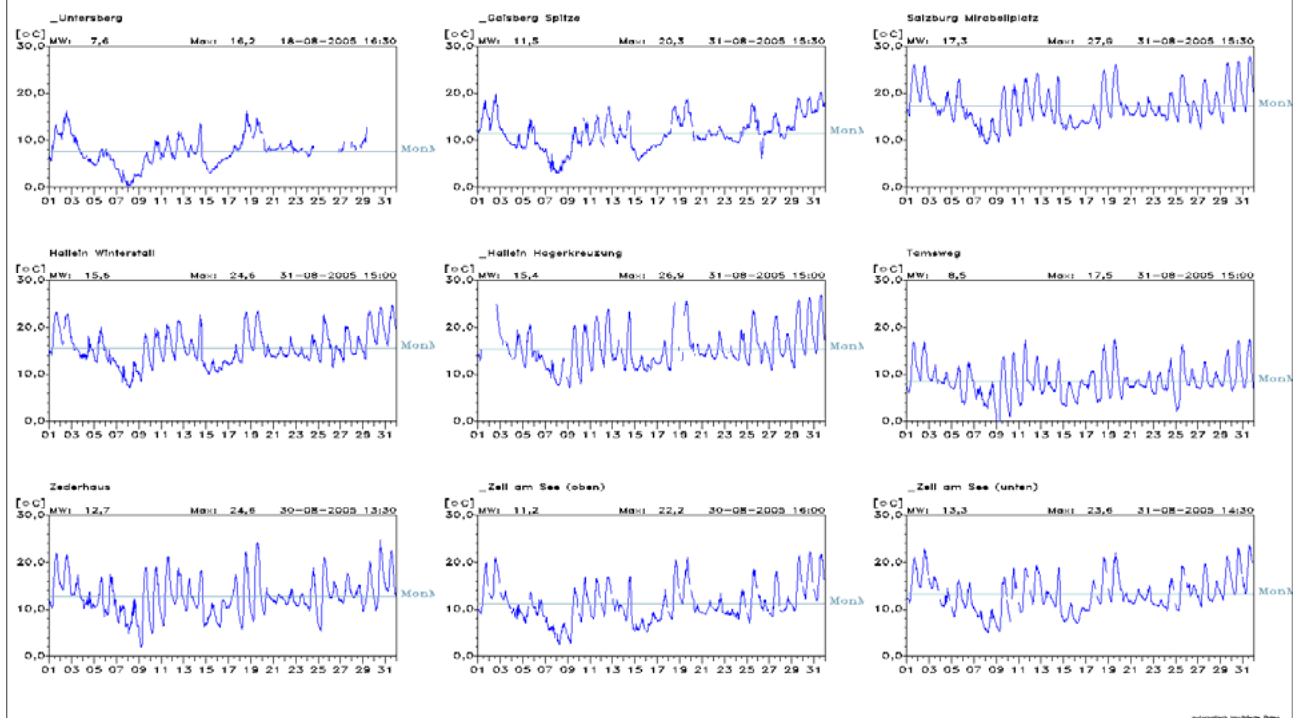 _Untersberg
[oC] MW: 7,6 Max: 16,2 18-08-2005 16:30
30,0
20,0
10,0
MonM
0,0
01 03 05 07 09 11 13 15 17 19 21 23 25 27 29 31
_Gaisberg Spitze
[oC] MW: 11,5 Max: 20,3 31-08-2005 15:30
30,0
20,0
10,0
MonM
0,0
01 03 05 07 09 11 13 15 17 19 21 23 25 27 29 31
Salzburg Mirabellplatz
[oC] MW: 17,3 Max: 27,9 31-08-2005 15:30
30,0
20,0
MonM
10,0
0,0
01 03 05 07 09 11 13 15 17 19 21 23 25 27 29 31
Hallein Winterstall
[oC] MW: 15,6 Max: 24,6 31-08-2005 15:00
30,0
20,0
MonM
10,0
0,0
01 03 05 07 09 11 13 15 17 19 21 23 25 27 29 31
_Hallein Hagerkreuzung
[oC] MW: 15,4 Max: 26,9 31-08-2005 15:00
30,0
20,0
MonM
10,0
0,0
01 03 05 07 09 11 13 15 17 19 21 23 25 27 29 31
Tamsweg
[oC] MW: 8,5 Max: 17,5 31-08-2005 15:00
30,0
20,0
10,0
MonM
0,0
01 03 05 07 09 11 13 15 17 19 21 23 25 27 29 31
Zederhaus
[oC] MW: 12,7 Max: 24,6 30-08-2005 13:30
30,0
20,0
MonM
10,0
0,0
01 03 05 07 09 11 13 15 17 19 21 23 25 27 29 31
_Zell am See (oben)
[oC] MW: 11,2 Max: 22,2 30-08-2005 16:00
30,0
20,0
MonM
10,0
0,0
01 03 05 07 09 11 13 15 17 19 21 23 25 27 29 31
_Zell am See (unten)
[oC] MW: 13,3 Max: 23,6 31-08-2005 14:30
30,0
20,0
MonM
10,0
0,0
01 03 05 07 09 11 13 15 17 19 21 23 25 27 29 31